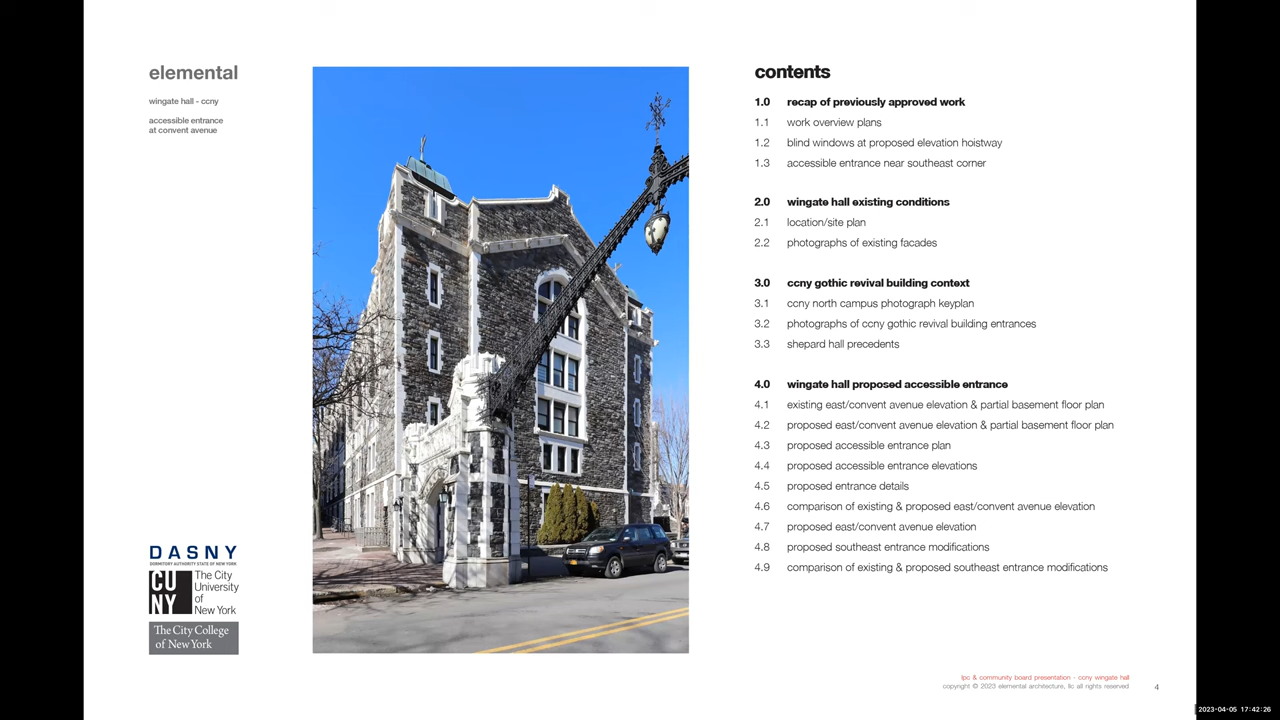 elemental
wingate hall - ccny
accessible entrance
at convent avenue
DASNY
DORMITORY AUTHORITY STATE OF NEW YORK
CU
NY
The City
University
of
New York
The City College
of New York
contents
1.0 recap of previously approved work
1.1 work overview plans
1.2 blind windows at proposed elevation hoistway
1.3 accessible entrance near southeast corner
2.0 wingate hall existing conditions
2.1 location/site plan
2.2 photographs of existing facades
3.0 ccny gothic revival building context
3.1 ccny north campus photograph keyplan
3.2 photographs of ccny gothic revival building entrances
3.3 shepard hall precedents
4.0 wingate hall proposed accessible entrance
4.1 existing east/convent avenue elevation & partial basement floor plan
4.2 proposed east/convent avenue elevation & partial basement floor plan
4.3 proposed accessible entrance plan
4.4 proposed accessible entrance elevations
4.5 proposed entrance details
4.6 comparison of existing & proposed east/convent avenue elevation
4.7 proposed east/convent avenue elevation
4.8 proposed southeast entrance modifications
4.9 comparison of existing & proposed southeast entrance modifications
lpc & community board presentation - ccny wingate hall
copyright © 2023 elemental architecture, llc all rights reserved
4
2023-04-05 17:42:26